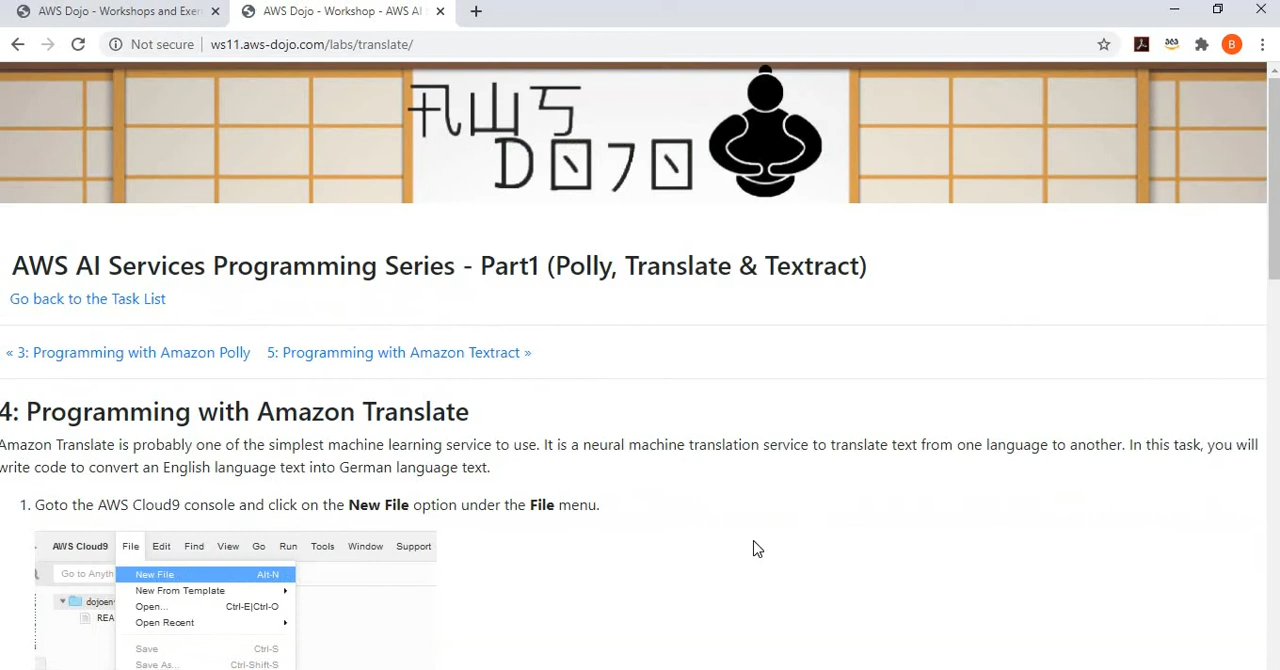 AWS Dojo - Workshops and Exer
AWS Dojo - Workshop - AWS AI
Not secure ws11.aws-dojo.com/labs/translate/
B
AWS AI Services Programming Series - Part1 (Polly, Translate & Textract)
Go back to the Task List
« 3: Programming with Amazon Polly 5: Programming with Amazon Textract »
4: Programming with Amazon Translate
Amazon Translate is probably one of the simplest machine learning service to use. It is a neural machine translation service to translate text from one language to another. In this task, you will
write code to convert an English language text into German language text.
1. Goto the AWS Cloud9 console and click on the New File option under the File menu.
AWS Cloud9 File Edit Find View Go Run Tools Window Support
Go to Anyth New File Alt-N
New From Template
dojoen Open... Ctrl-E|Ctrl-O
REA Open Recent
Save Ctrl-S
Save As... Ctrl-Shift-S